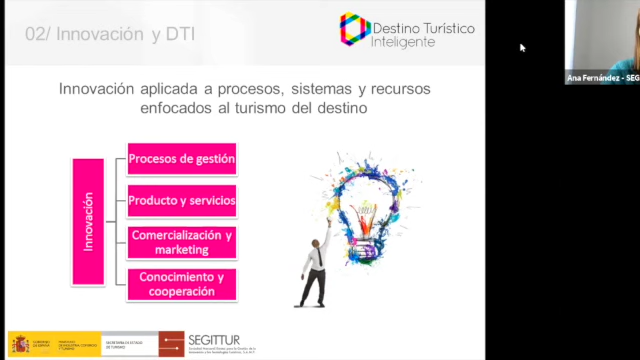 02/ Innovación y DTI
Destino Turístico
Inteligente
Innovación aplicada a procesos, sistemas y recursos
enfocados al turismo del destino
Innovación
Procesos de gestión
Producto y servicios
Comercialización y
marketing
Conocimiento y
cooperación
SEGITTUR
Ana Fernández - SEG